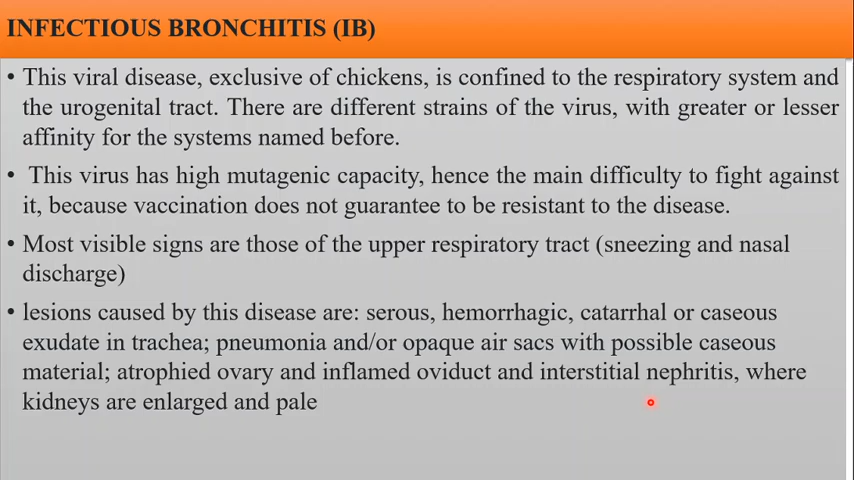 INFECTIOUS BRONCHITIS (IB)
• This viral disease, exclusive of chickens, is confined to the respiratory system and
the urogenital tract. There are different strains of the virus, with greater or lesser
affinity for the systems named before.
• This virus has high mutagenic capacity, hence the main difficulty to fight against
it, because vaccination does not guarantee to be resistant to the disease.
• Most visible signs are those of the upper respiratory tract (sneezing and nasal
discharge)
• lesions caused by this disease are: serous, hemorrhagic, catarrhal or caseous
exudate in trachea; pneumonia and/or opaque air sacs with possible caseous
material; atrophied ovary and inflamed oviduct and interstitial nephritis, where
kidneys are enlarged and pale